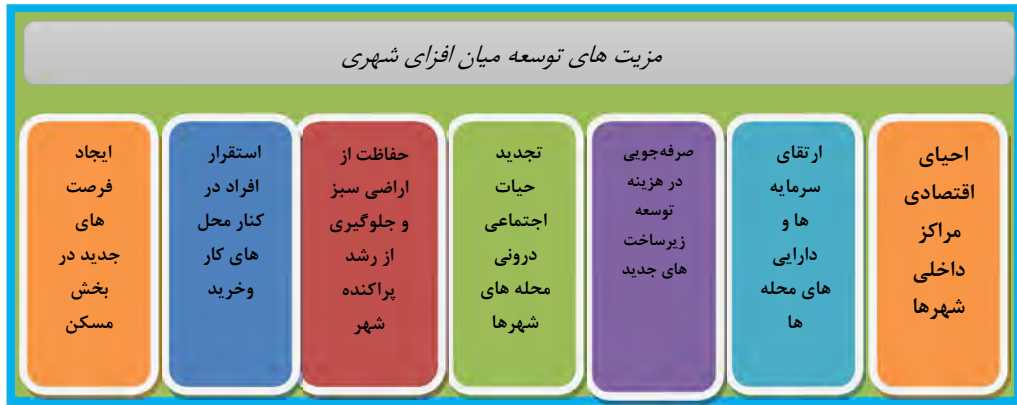 مزیت های توسعه میان افزای شهری
احیای
اقتصادی
مراکز
داخلی
شهرها
ارتقای
سرمایه
ها و
دارایی
های محله
ها
صرفه‌جویی
در هزینه
توسعه
زیرساخت
های جدید
تجدید
حیات
اجتماعی
درونی
محله های
شهرها
حفاظت از
اراضی سبز
و جلوگیری
از رشد
پراکنده
شهر
استقرار
افراد در
کنار محل
های کار
وخرید
ایجاد
فرصت
های
جدید در
بخش
مسکن